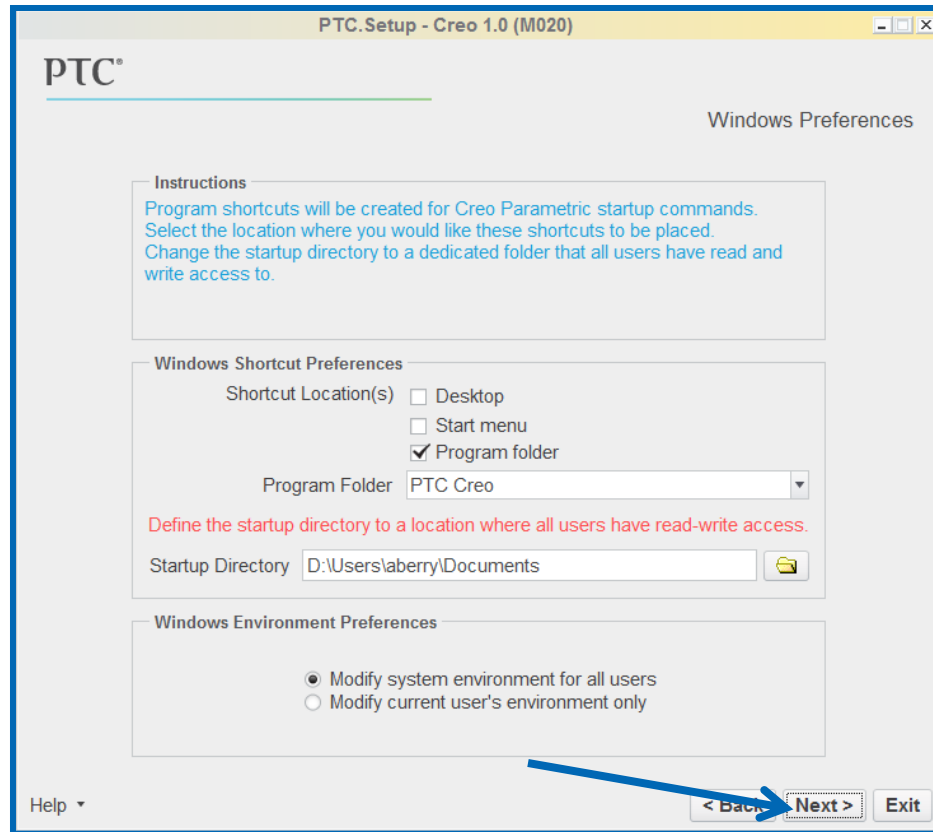 PTC.Setup - Creo 1.0 (M020)
PTC®
Windows Preferences
Instructions
Program shortcuts will be created for Creo Parametric startup commands.
Select the location where you would like these shortcuts to be placed.
Change the startup directory to a dedicated folder that all users have read and
write access to.
Windows Shortcut Preferences
Shortcut Location(s) Desktop
Start menu
Program folder
Program Folder PTC Creo
Define the startup directory to a location where all users have read-write access.
Startup Directory D:\Users\aberry\Documents
Windows Environment Preferences
Modify system environment for all users
Modify current user's environment only
Help < Back Next > Exit